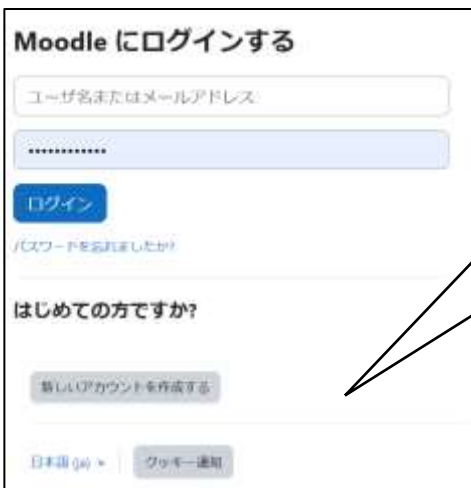 Moodle にログインする
ユーザ名またはメールアドレス
••••••••••••
ログイン
パスワードを忘れましたか?
はじめての方ですか?
新しいアカウントを作成する
日本語 (ja)
クッキー通知